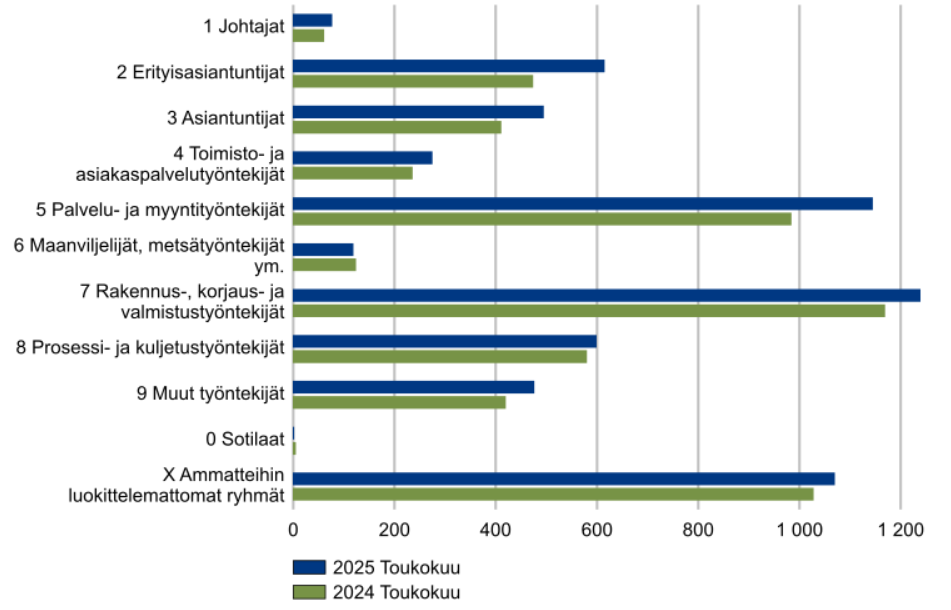 1 Johtajat
2 Erityisasiantuntijat
3 Asiantuntijat
4 Toimisto- ja
asiakaspalvelutyöntekijät
5 Palvelu- ja myyntityöntekijät
6 Maanviljelijät, metsätyöntekijät
ym.
7 Rakennus-, korjaus- ja
valmistustyöntekijät
8 Prosessi- ja kuljetustyöntekijät
9 Muut työntekijät
0 Sotilaat
X Ammatteihin
luokittelemattomat ryhmät
0 200 400 600 800 1 000 1 200
2025 Toukokuu
2024 Toukokuu